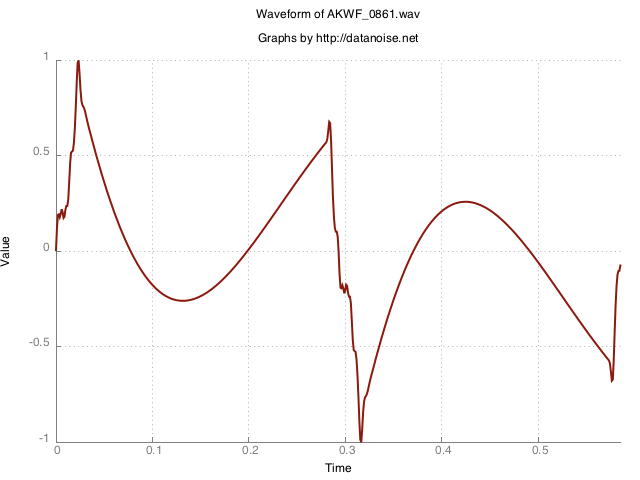 Waveform of AKWF_0861.wav
Graphs by http://datanoise.net
1
0.5
0
-0.5
-1
Value
0 0.1 0.2 0.3 0.4 0.5
Time